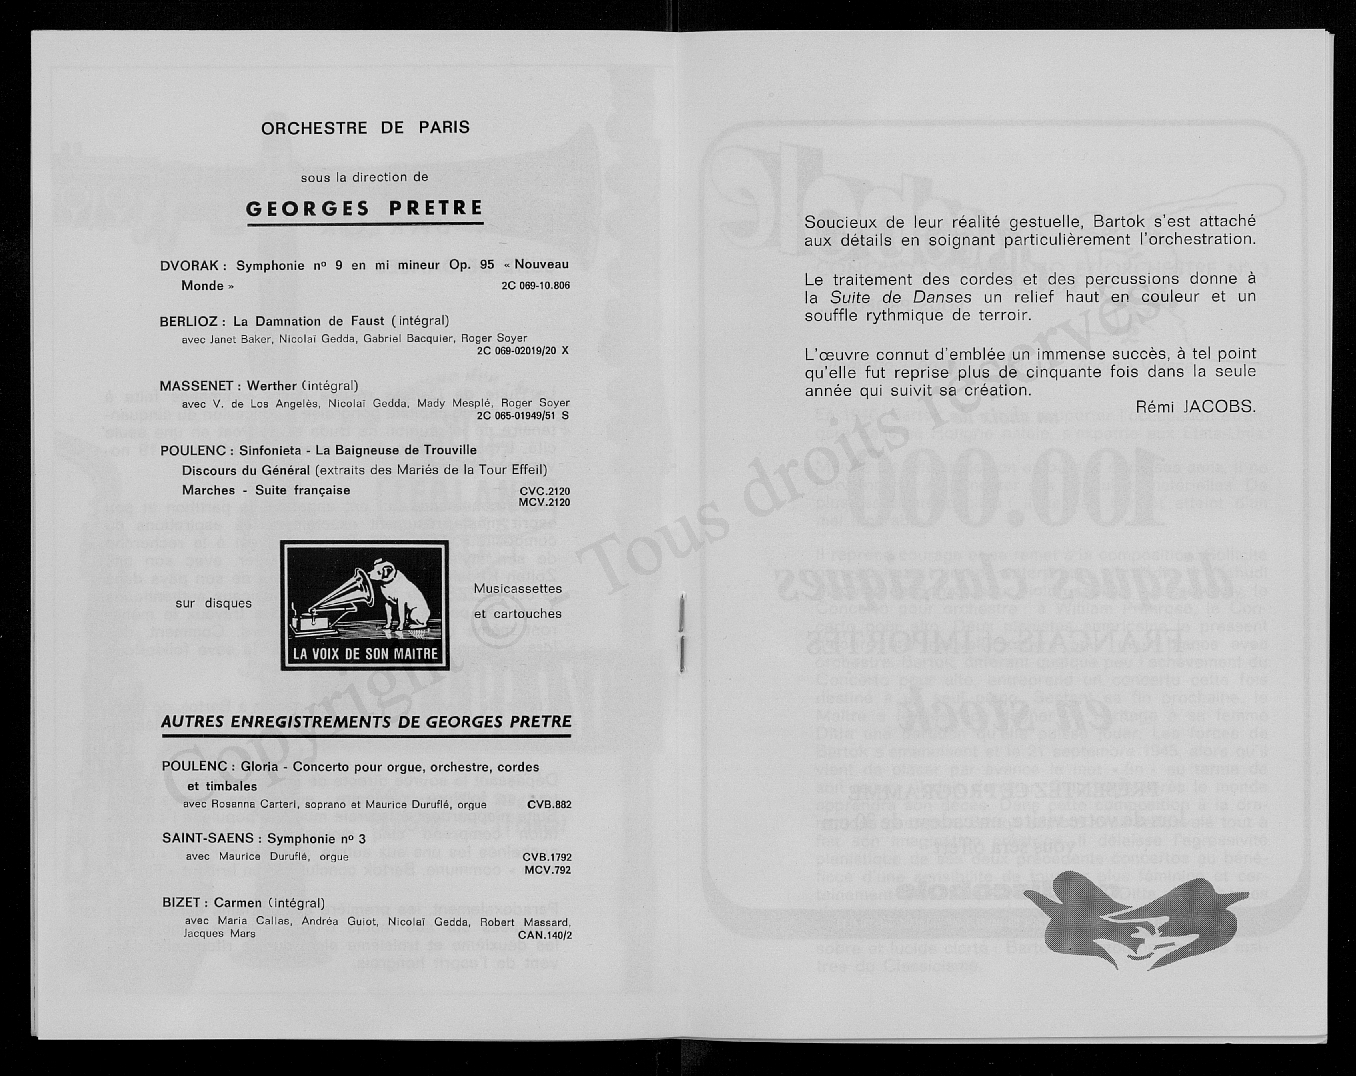 ORCHESTRE DE PARIS
sous la direction de
GEORGES PRETRE
DVORAK : Symphonie nº 9 en mi mineur Op. 95 « Nouveau
Monde » 2C 069-10.806
BERLIOZ : La Damnation de Faust (intégral)
avec Janet Baker, Nicolaï Gedda, Gabriel Bacquier, Roger Soyer
2C 069-02019/20 X
MASSENET : Werther (intégral)
avec V. de Los Angelès, Nicolaï Gedda, Mady Mesplé, Roger Soyer
2C 065-01949/51 S
POULENC : Sinfonieta - La Baigneuse de Trouville
Discours du Général (extraits des Mariés de la Tour Effeil)
Marches - Suite française CVC.2120
MCV.2120
sur disques
LA VOIX DE SON MAITRE
Musicassettes
et cartouches
AUTRES ENREGISTREMENTS DE GEORGES PRETRE
POULENC : Gloria - Concerto pour orgue, orchestre, cordes
et timbales
avec Rosanna Carteri, soprano et Maurice Duruflé, orgue CVB.882
SAINT-SAENS : Symphonie nº 3
avec Maurice Duruflé, orgue CVB.1792
MCV.792
BIZET : Carmen (intégral)
avec Maria Callas, Andréa Guiot, Nicolaï Gedda, Robert Massard,
Jacques Mars CAN.140/2
Soucieux de leur réalité gestuelle, Bartok s'est attaché
aux détails en soignant particulièrement l'orchestration.
Le traitement des cordes et des percussions donne à
la Suite de Danses un relief haut en couleur et un
souffle rythmique de terroir.
L'œuvre connut d'emblée un immense succès, à tel point
qu'elle fut reprise plus de cinquante fois dans la seule
année qui suivit sa création.
Rémi JACOBS.
Copyright © Tous droits réservés